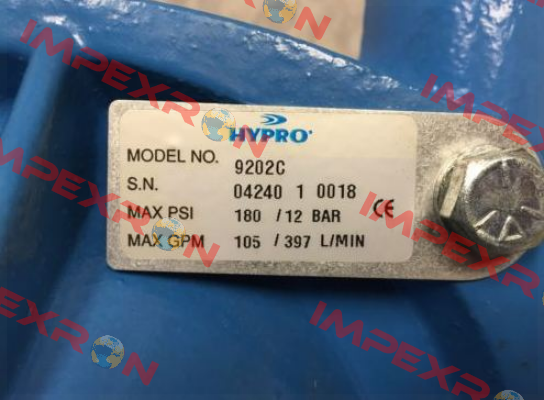 HYPRO
MODEL NO. 9202C
S.N. 04240 1 0018
MAX PSI 180 / 12 BAR CE
MAX GPM 105 / 397 L/MIN
IMPEXRON
IMPEXRON
IMPEXRON
IMPEXRON
IMPEXRON